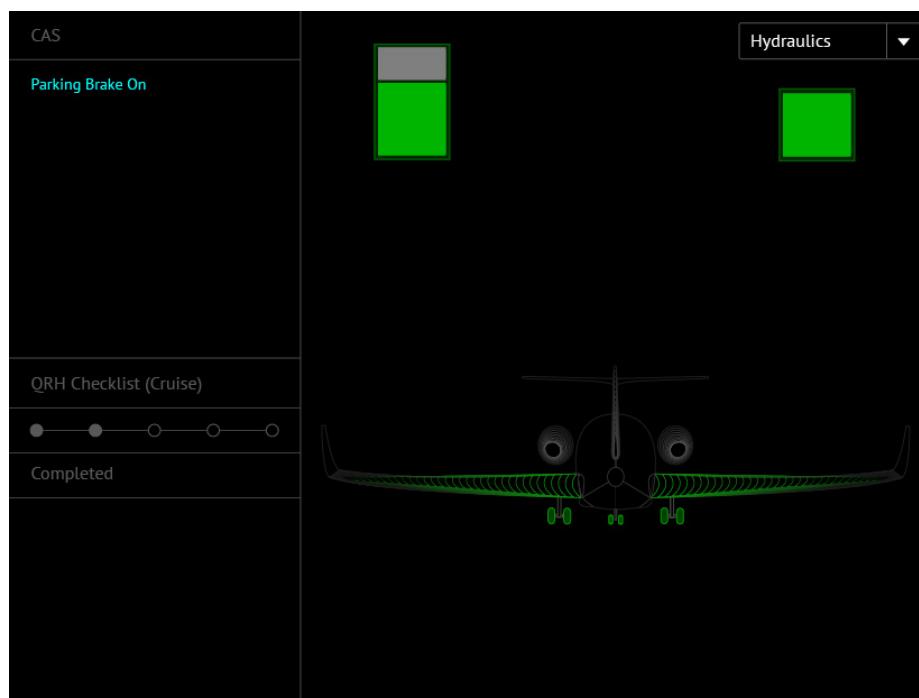 CAS
Hydraulics
Parking Brake On
QRH Checklist (Cruise)
Completed